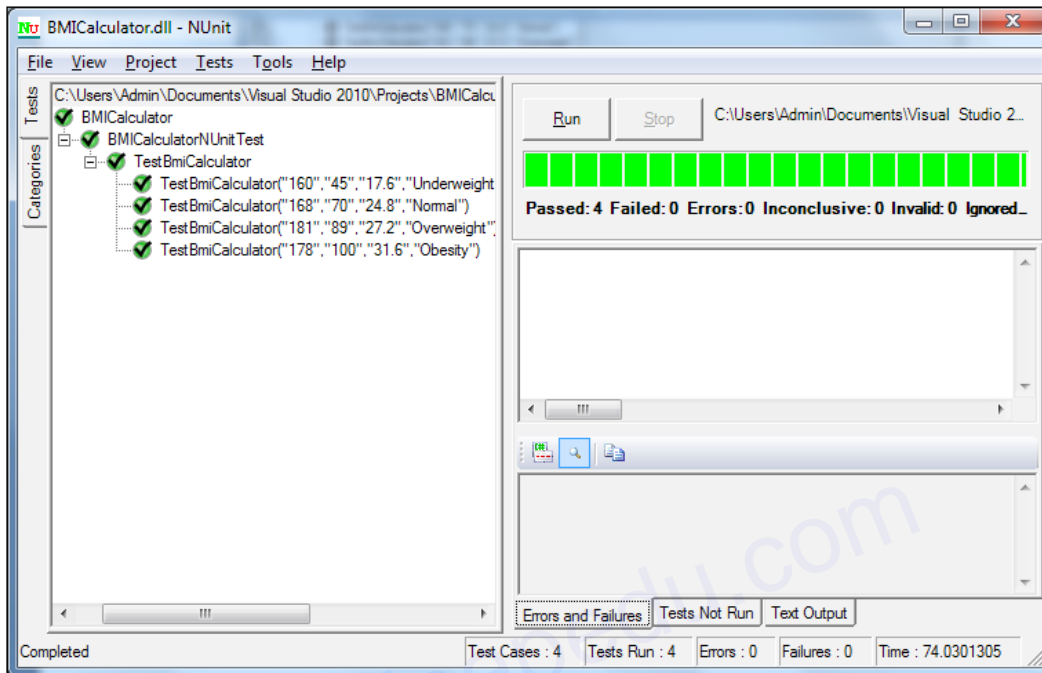 NU BMICalculator.dll - NUnit
File View Project Tests Tools Help
Tests
Categories
C:\Users\Admin\Documents\Visual Studio 2010\Projects\BMICalcu
BMICalculator
BMICalculatorNUnitTest
TestBmiCalculator
TestBmiCalculator("160","45","17.6","Underweight
TestBmiCalculator("168","70","24.8","Normal")
TestBmiCalculator("181","89","27.2","Overweight")
TestBmiCalculator("178","100","31.6","Obesity")
Run Stop C:\Users\Admin\Documents\Visual Studio 2...
Passed: 4 Failed: 0 Errors: 0 Inconclusive: 0 Invalid: 0 Ignored...
Errors and Failures Tests Not Run Text Output
Completed Test Cases : 4 Tests Run : 4 Errors : 0 Failures : 0 Time : 74.0301305